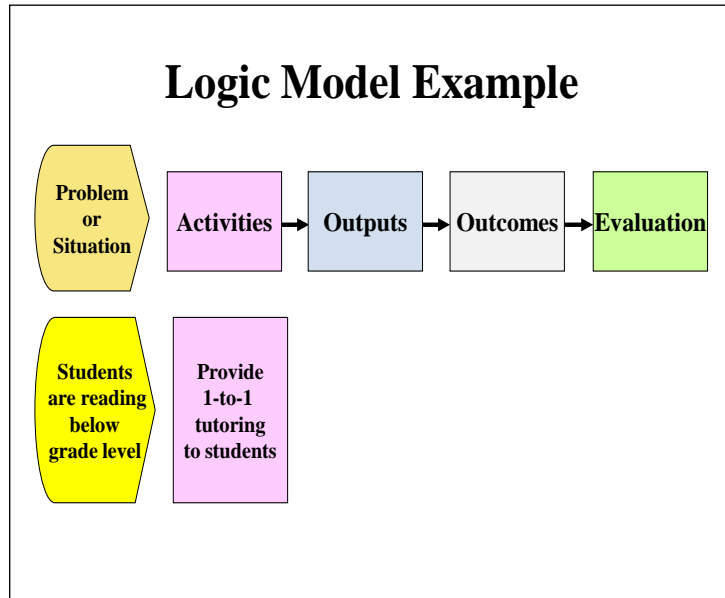 Logic Model Example
Problem
or
Situation
Activities
Outputs
Outcomes
Evaluation
Students
are reading
below
grade level
Provide
1-to-1
tutoring
to students